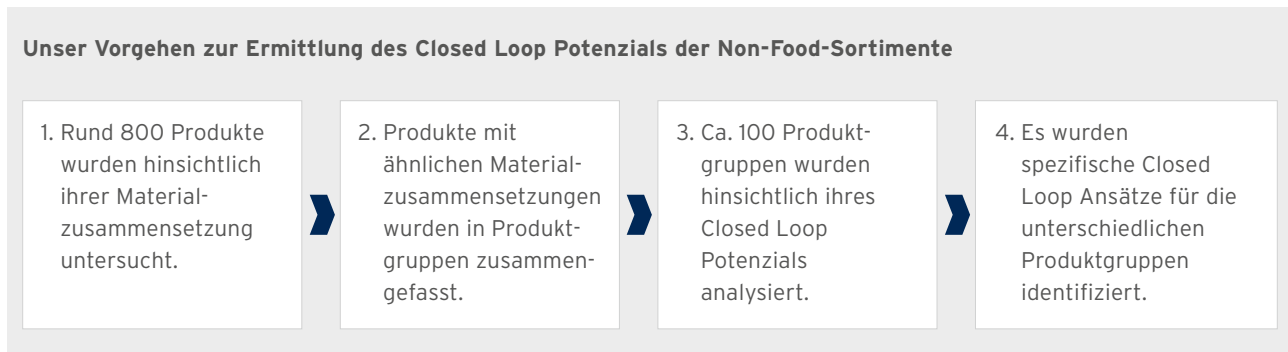 Unser Vorgehen zur Ermittlung des Closed Loop Potenzials der Non-Food-Sortimente
1. Rund 800 Produkte
wurden hinsichtlich
ihrer Material-
zusammensetzung
untersucht.
2. Produkte mit
ähnlichen Material-
zusammensetzungen
wurden in Produkt-
gruppen zusammen-
gefasst.
3. Ca. 100 Produkt-
gruppen wurden
hinsichtlich ihres
Closed Loop
Potenzials
analysiert.
4. Es wurden
spezifische Closed
Loop Ansätze für die
unterschiedlichen
Produktgruppen
identifiziert.